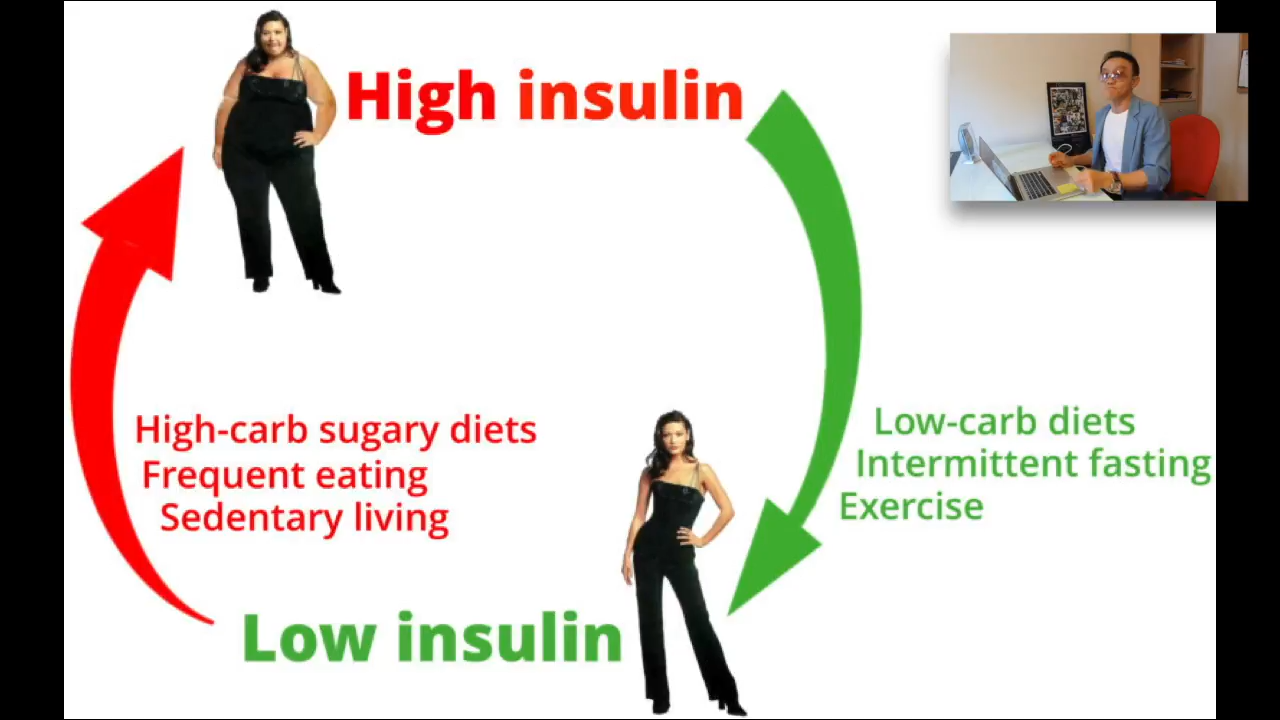 High insulin
High-carb sugary diets
Frequent eating
Sedentary living
Low-carb diets
Intermittent fasting
Exercise
Low insulin